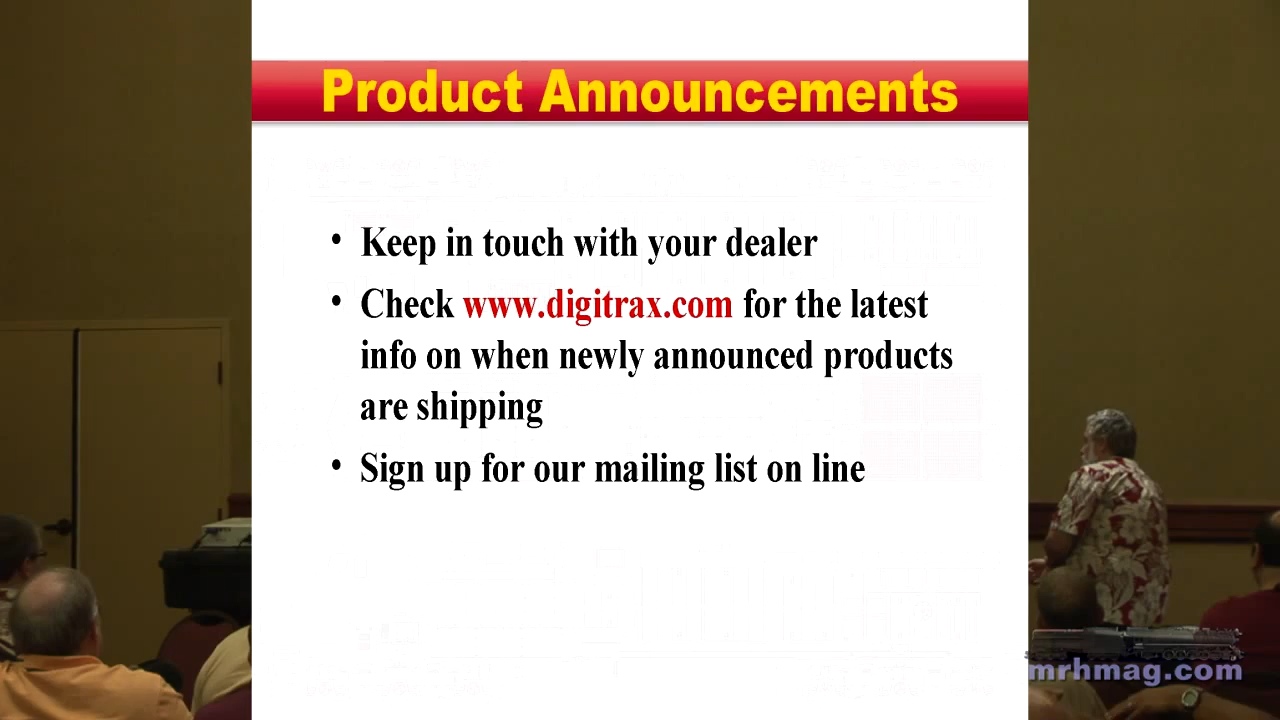 Product Announcements
• Keep in touch with your dealer
• Check www.digitrax.com for the latest
info on when newly announced products
are shipping
• Sign up for our mailing list on line
mrhmag.com